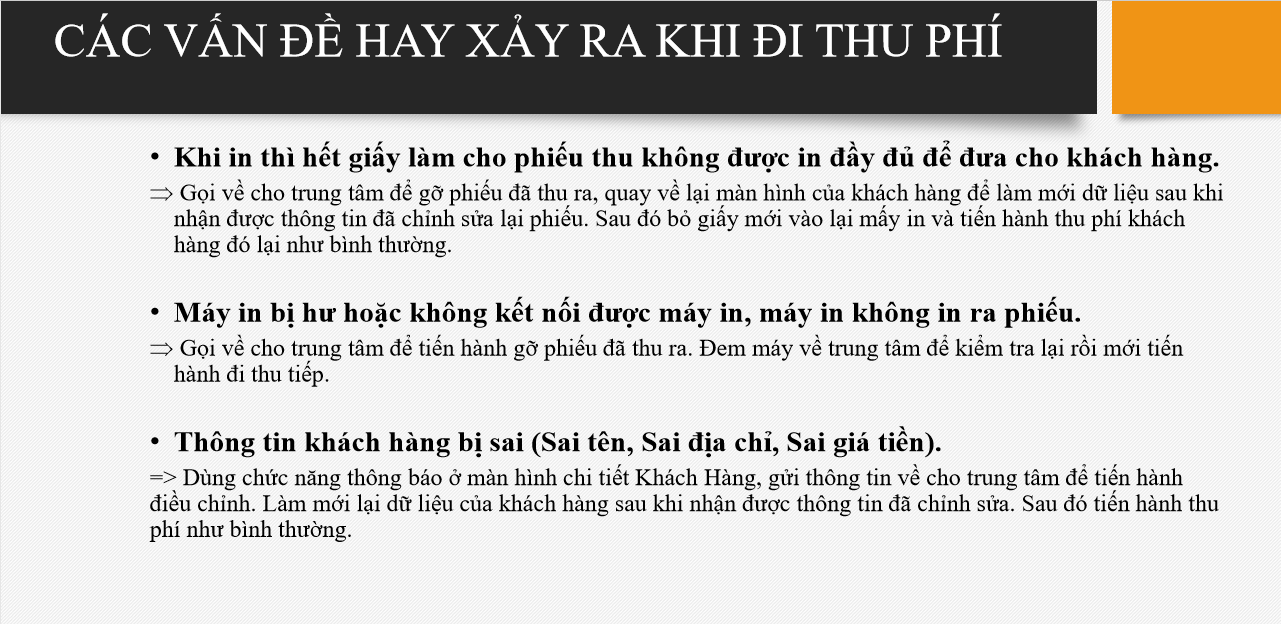 CÁC VẤN ĐỀ HAY XẢY RA KHI ĐI THU PHÍ
• Khi in thì hết giấy làm cho phiếu thu không được in đầy đủ để đưa cho khách hàng.
⇒ Gọi về cho trung tâm để gỡ phiếu đã thu ra, quay về lại màn hình của khách hàng để làm mới dữ liệu sau khi
nhận được thông tin đã chỉnh sửa lại phiếu. Sau đó bỏ giấy mới vào lại mấy in và tiến hành thu phí khách
hàng đó lại như bình thường.
• Máy in bị hư hoặc không kết nối được máy in, máy in không in ra phiếu.
⇒ Gọi về cho trung tâm để tiến hành gỡ phiếu đã thu ra. Đem máy về trung tâm để kiểm tra lại rồi mới tiến
hành đi thu tiếp.
• Thông tin khách hàng bị sai (Sai tên, Sai địa chỉ, Sai giá tiền).
=> Dùng chức năng thông báo ở màn hình chi tiết Khách Hàng, gửi thông tin về cho trung tâm để tiến hành
điều chỉnh. Làm mới lại dữ liệu của khách hàng sau khi nhận được thông tin đã chỉnh sửa. Sau đó tiến hành thu
phí như bình thường.